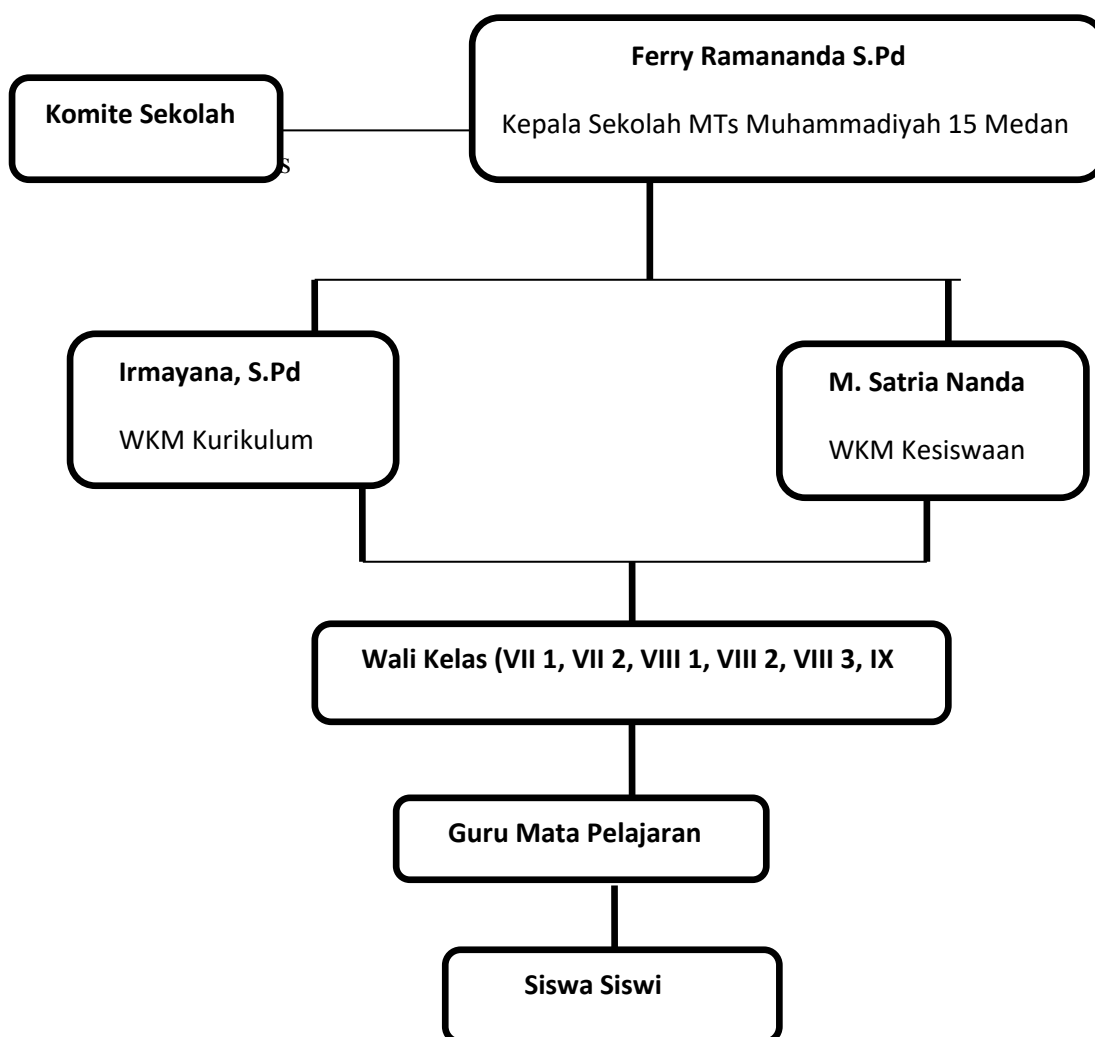 Ferry Ramananda S.Pd
Kepala Sekolah MTs Muhammadiyah 15 Medan
Komite Sekolah
s
Irmayana, S.Pd
WKM Kurikulum
M. Satria Nanda
WKM Kesiswaan
Wali Kelas (VII 1, VII 2, VIII 1, VIII 2, VIII 3, IX
Guru Mata Pelajaran
Siswa Siswi